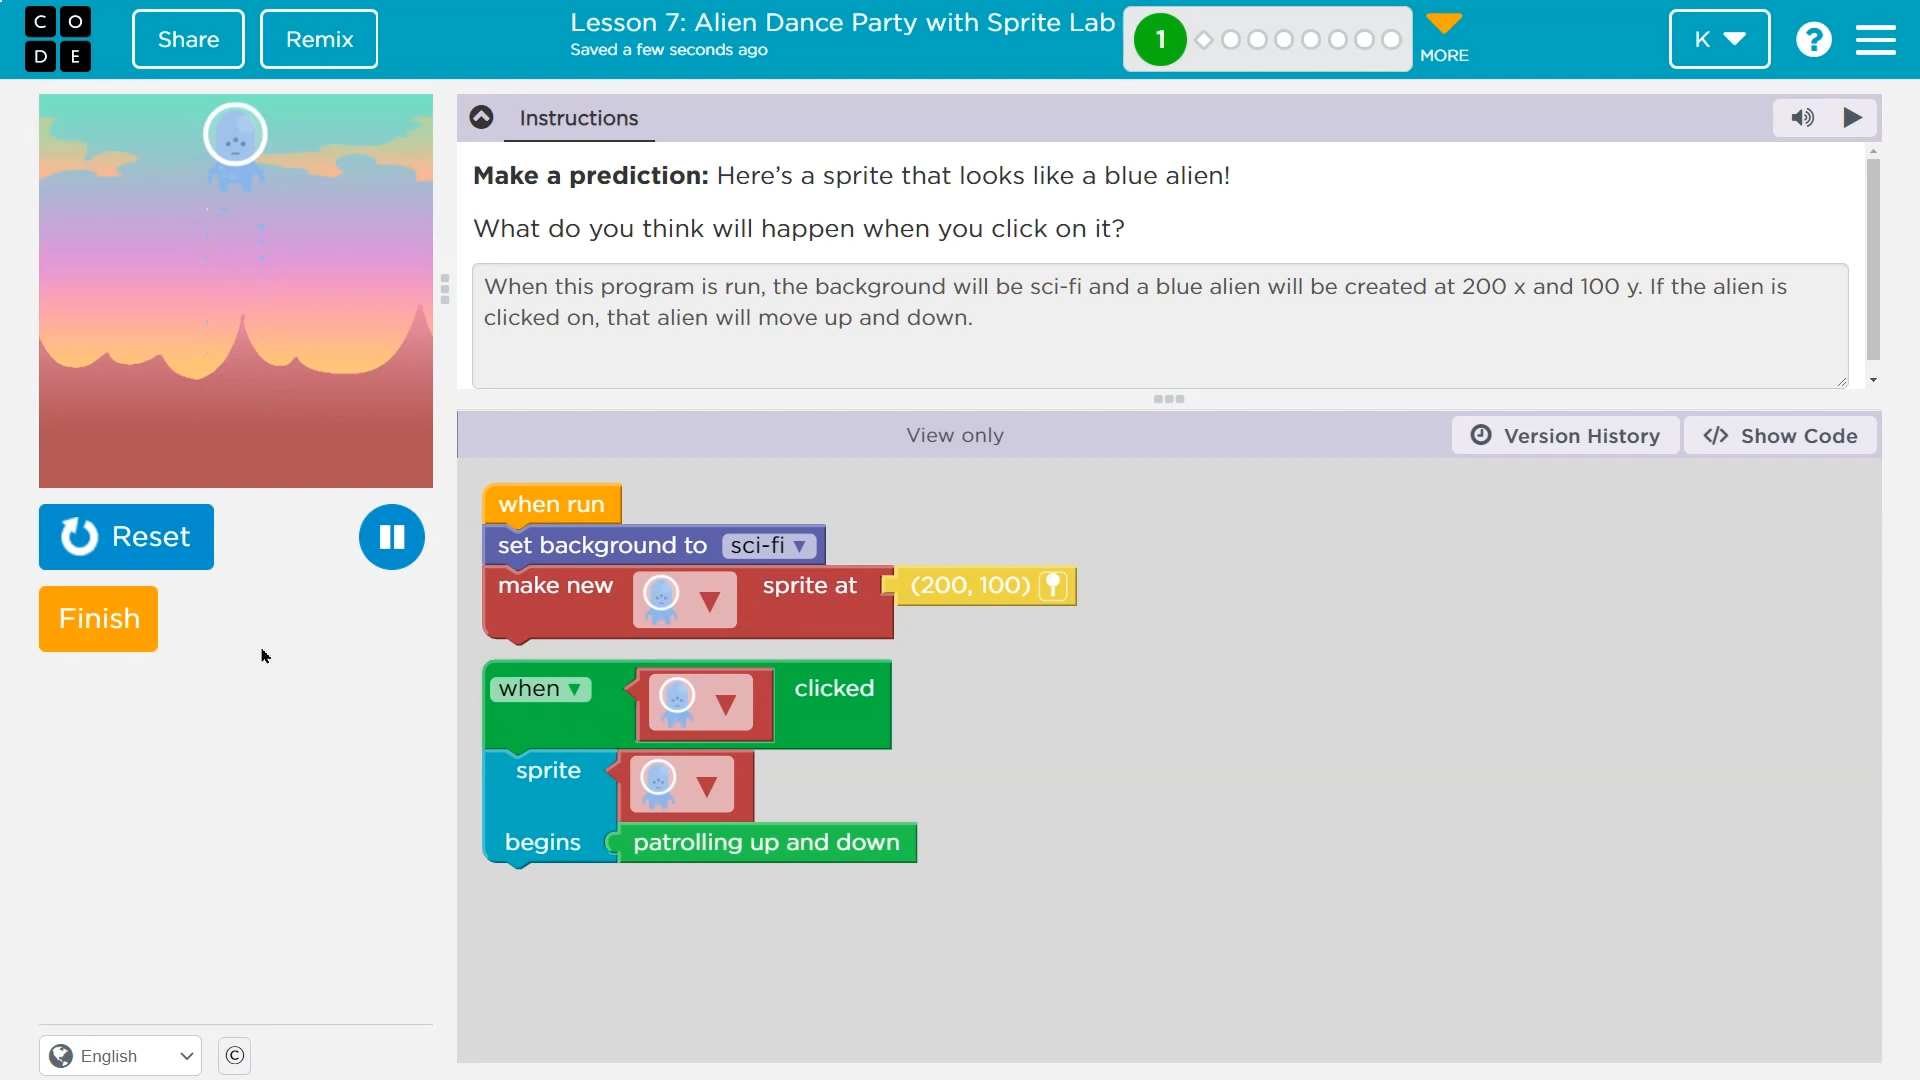 C O
D E
Share
Remix
Lesson 7: Alien Dance Party with Sprite Lab
Saved a few seconds ago
1
MORE
K
?
Instructions
Make a prediction: Here's a sprite that looks like a blue alien!
What do you think will happen when you click on it?
When this program is run, the background will be sci-fi and a blue alien will be created at 200 x and 100 y. If the alien is
clicked on, that alien will move up and down.
View only
Version History
</> Show Code
Reset
Finish
when run
set background to sci-fi ▼
make new ▼ sprite at (200, 100)
when ▼ ▼ clicked
sprite ▼
begins patrolling up and down
English
©